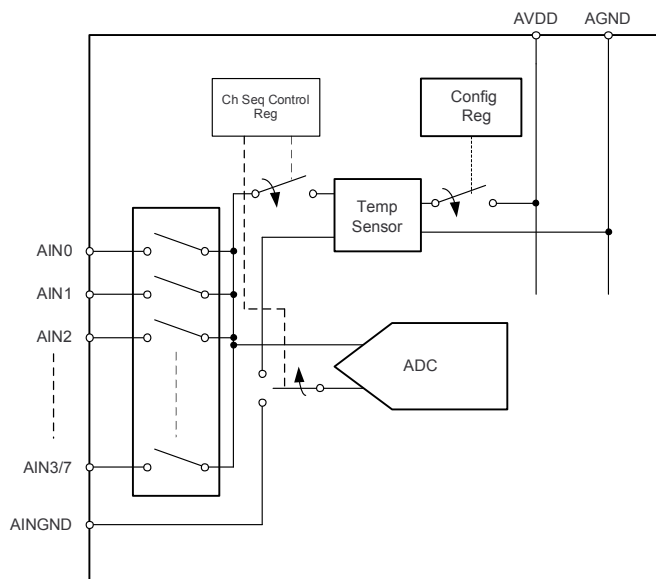 AVDD
AGND
Ch Seq Control
Reg
Config
Reg
Temp
Sensor
AIN0
AIN1
AIN2
ADC
AIN3/7
AINGND